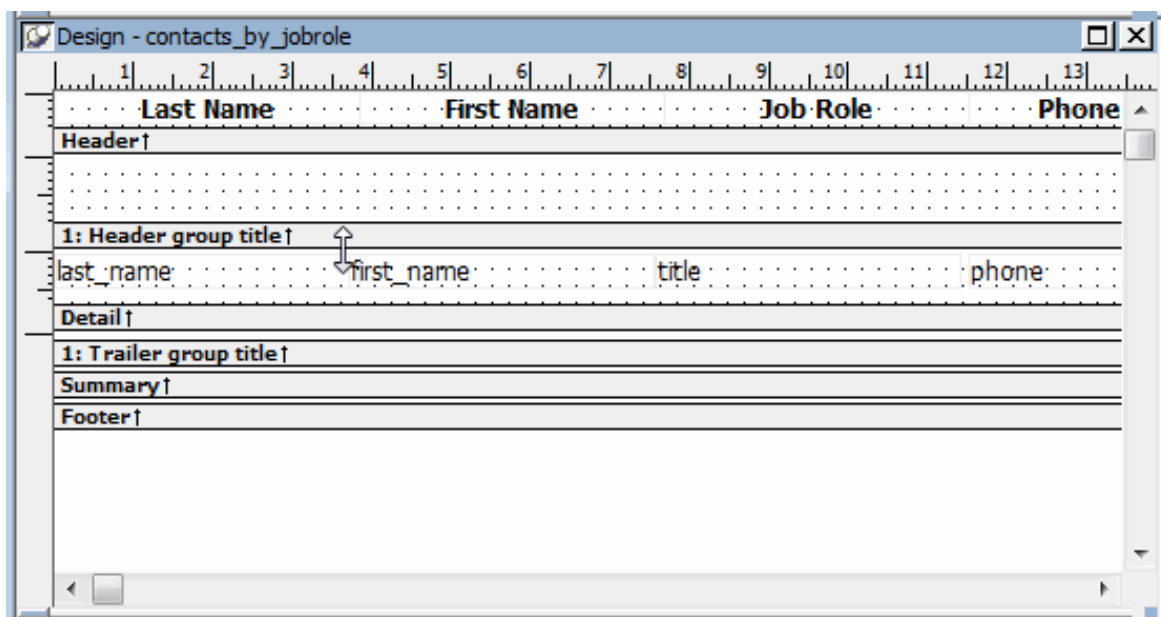 Design - contacts_by_jobrole
1 2 3 4 5 6 7 8 9 10 11 12 13
Last Name First Name Job Role Phone
Header↑
1: Header group title↑
last_name first_name title phone
Detail↑
1: Trailer group title↑
Summary↑
Footer↑